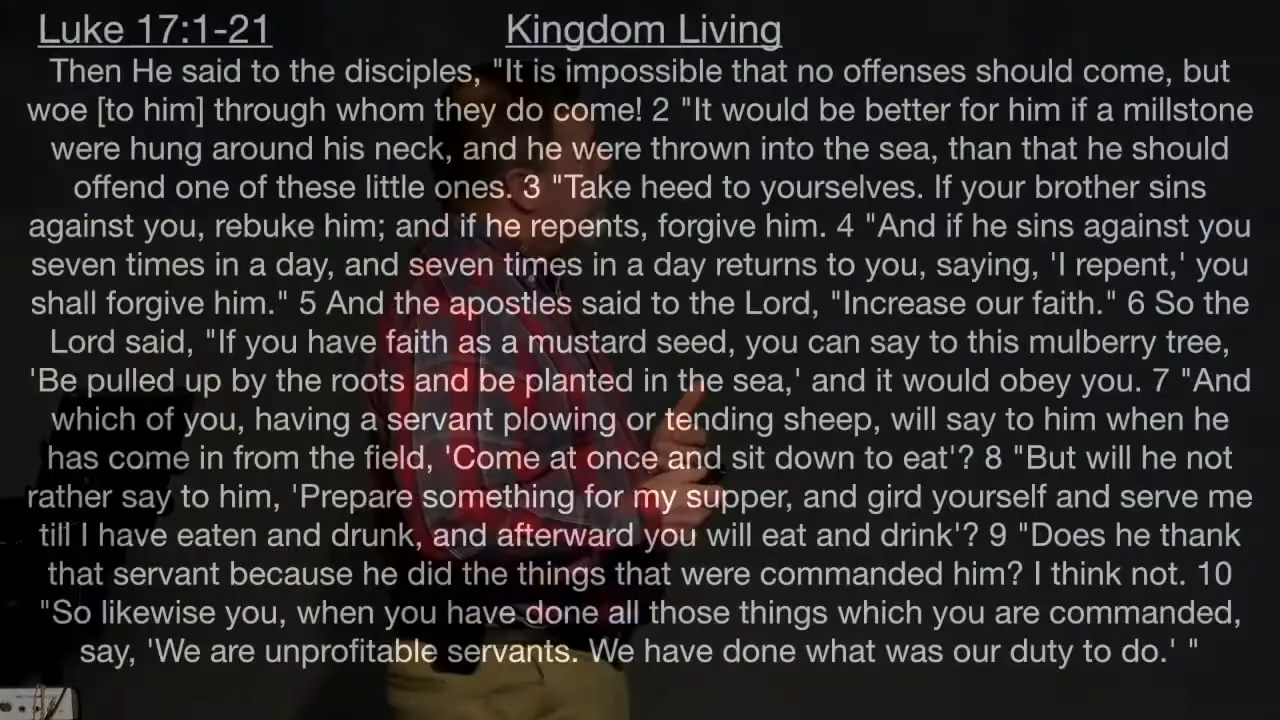 Luke 17:1-21 Kingdom Living
Then He said to the disciples, "It is impossible that no offenses should come, but
woe [to him] through whom they do come! 2 "It would be better for him if a millstone
were hung around his neck, and he were thrown into the sea, than that he should
offend one of these little ones. 3 "Take heed to yourselves. If your brother sins
against you, rebuke him; and if he repents, forgive him. 4 "And if he sins against you
seven times in a day, and seven times in a day returns to you, saying, 'I repent,' you
shall forgive him." 5 And the apostles said to the Lord, "Increase our faith." 6 So the
Lord said, "If you have faith as a mustard seed, you can say to this mulberry tree,
'Be pulled up by the roots and be planted in the sea,' and it would obey you. 7 "And
which of you, having a servant plowing or tending sheep, will say to him when he
has come in from the field, 'Come at once and sit down to eat'? 8 "But will he not
rather say to him, 'Prepare something for my supper, and gird yourself and serve me
till I have eaten and drunk, and afterward you will eat and drink'? 9 "Does he thank
that servant because he did the things that were commanded him? I think not. 10
"So likewise you, when you have done all those things which you are commanded,
say, 'We are unprofitable servants. We have done what was our duty to do.' "